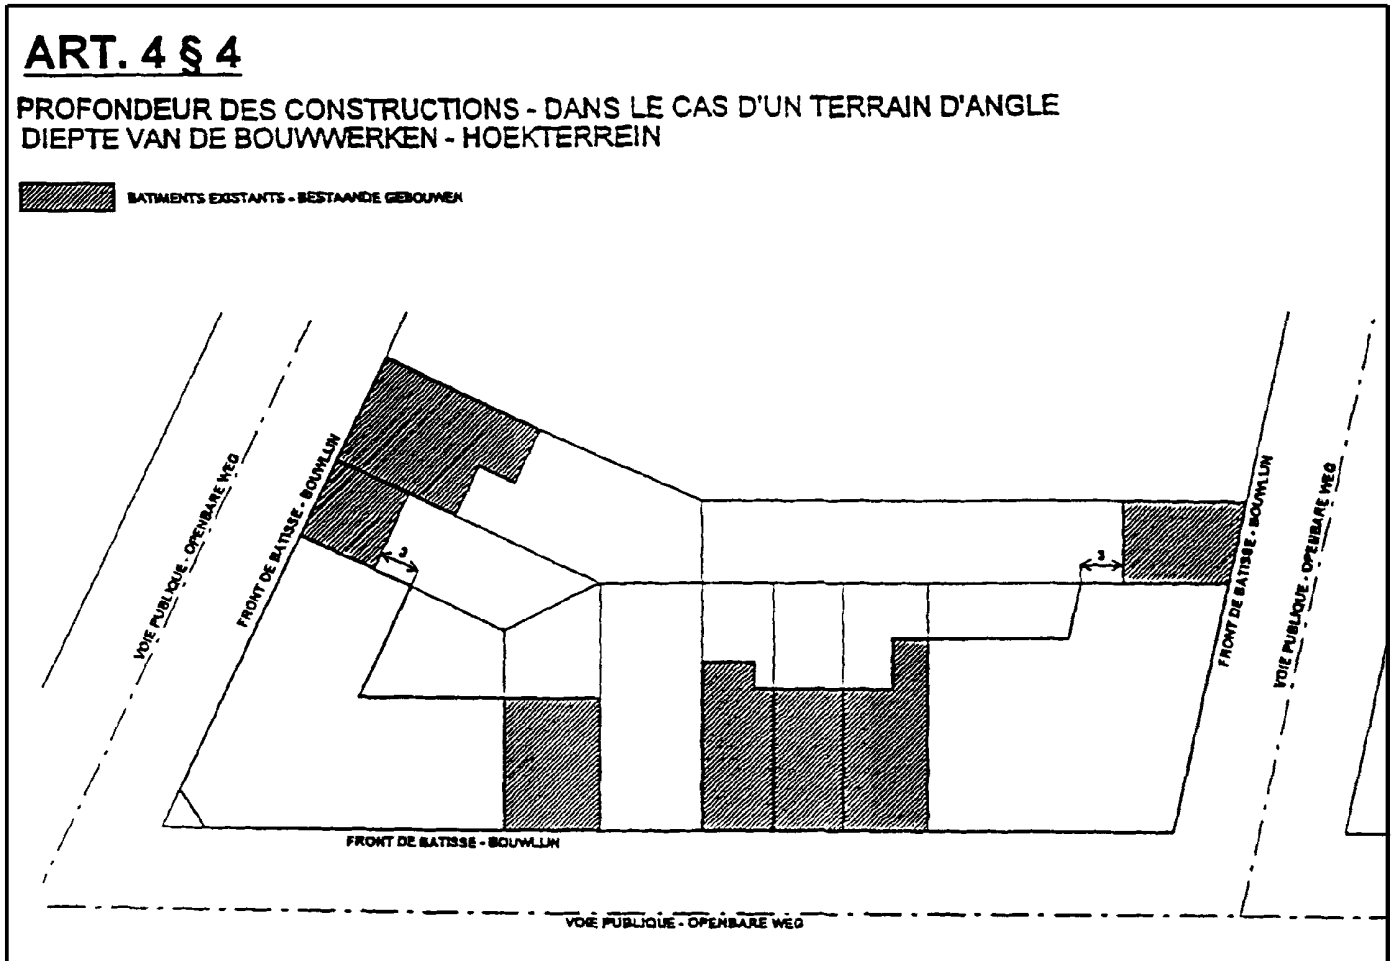 ART. 4 § 4
PROFONDEUR DES CONSTRUCTIONS - DANS LE CAS D'UN TERRAIN D'ANGLE
DIEPTE VAN DE BOUWWERKEN - HOEKTERREIN
BATIMENTS EXISTANTS - BESTAANDE GEBOUWEN
VOIE PUBLIQUE - OPENBARE WEG
FRONT DE BATISSE - BOUWLIJN
3
3
FRONT DE BATISSE - BOUWLIJN
VOIE PUBLIQUE - OPENBARE WEG
FRONT DE BATISSE - BOUWLIJN
VOIE PUBLIQUE - OPENBARE WEG